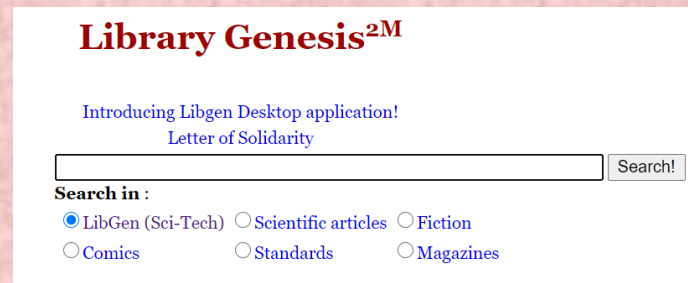 Library Genesis²ᴹ
Introducing Libgen Desktop application!
Letter of Solidarity
Search!
Search in :
LibGen (Sci-Tech) Scientific articles Fiction
Comics Standards Magazines